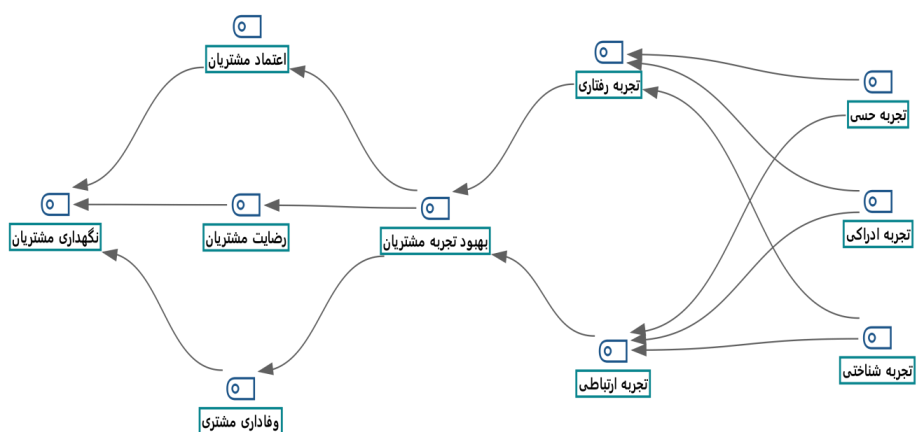 اعتماد مشتریان
تجربه رفتاری
تجربه حسی
نگهداری مشتریان
رضایت مشتریان
بهبود تجربه مشتریان
تجربه ادراکی
تجربه ارتباطی
تجربه شناختی
وفاداری مشتری